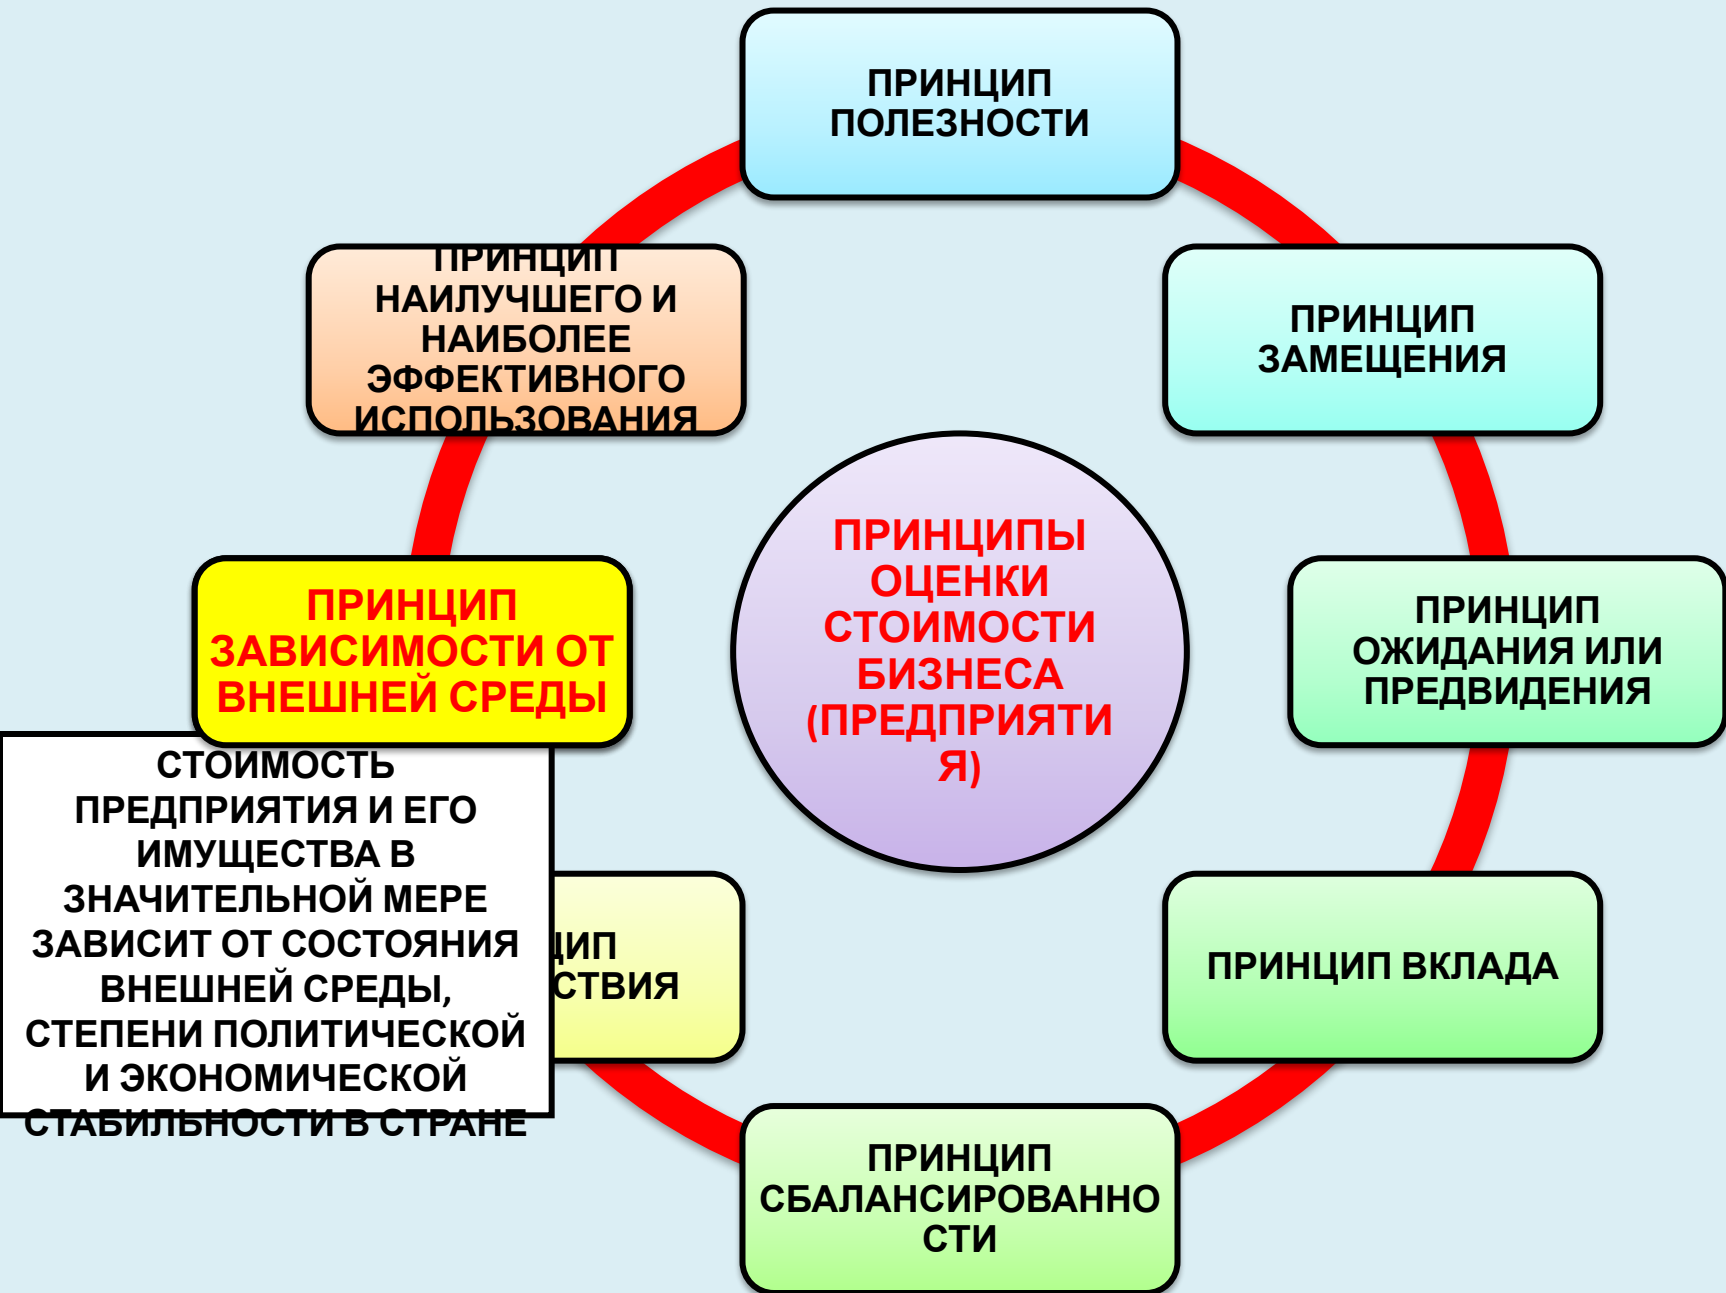 ПРИНЦИП
ПОЛЕЗНОСТИ
ПРИНЦИП
ЗАМЕЩЕНИЯ
ПРИНЦИП
ОЖИДАНИЯ ИЛИ
ПРЕДВИДЕНИЯ
ПРИНЦИП ВКЛАДА
ПРИНЦИП
СБАЛАНСИРОВАННО
СТИ
ЦИП
СТВИЯ
ПРИНЦИП
ЗАВИСИМОСТИ ОТ
ВНЕШНЕЙ СРЕДЫ
СТОИМОСТЬ
ПРЕДПРИЯТИЯ И ЕГО
ИМУЩЕСТВА В
ЗНАЧИТЕЛЬНОЙ МЕРЕ
ЗАВИСИТ ОТ СОСТОЯНИЯ
ВНЕШНЕЙ СРЕДЫ,
СТЕПЕНИ ПОЛИТИЧЕСКОЙ
И ЭКОНОМИЧЕСКОЙ
СТАБИЛЬНОСТИ В СТРАНЕ
ПРИНЦИП
НАИЛУЧШЕГО И
НАИБОЛЕЕ
ЭФФЕКТИВНОГО
ИСПОЛЬЗОВАНИЯ
ПРИНЦИПЫ
ОЦЕНКИ
СТОИМОСТИ
БИЗНЕСА
(ПРЕДПРИЯТИ
Я)